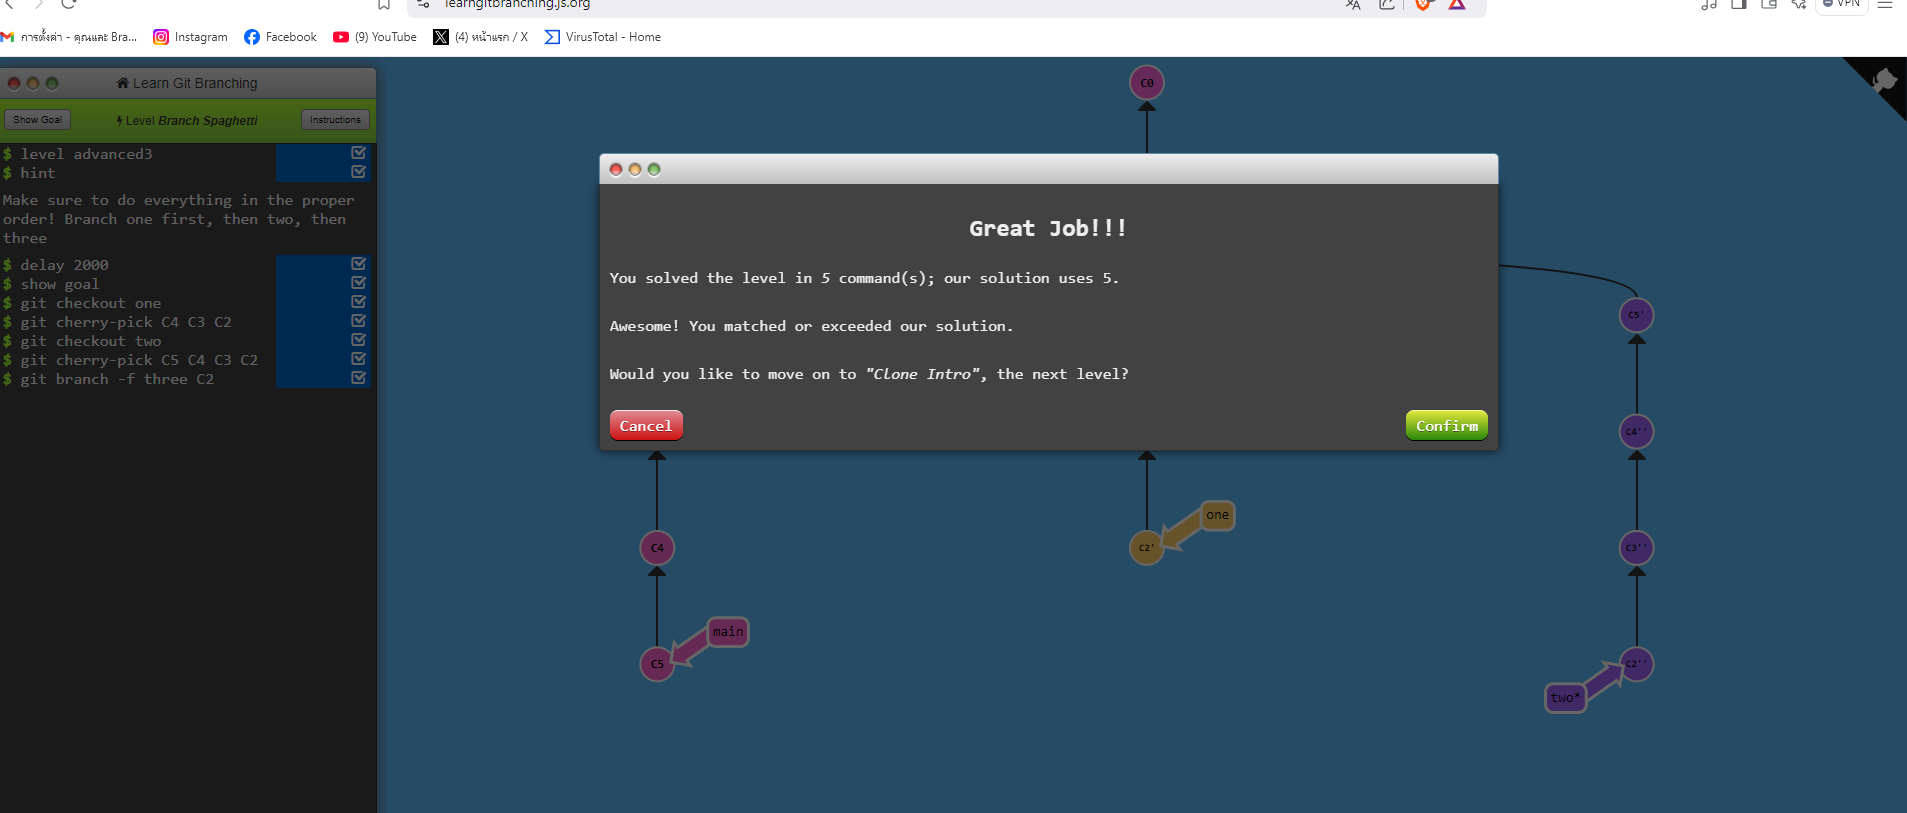 learngitbranching.js.org
VPN
การตั้งค่า - คุณและ Bra...
Instagram
Facebook
(9) YouTube
(4) หน้าแรก / X
VirusTotal - Home
Learn Git Branching
Show Goal
Level Branch Spaghetti
Instructions
$ level advanced3
$ hint
Make sure to do everything in the proper
order! Branch one first, then two, then
three
$ delay 2000
$ show goal
$ git checkout one
$ git cherry-pick C4 C3 C2
$ git checkout two
$ git cherry-pick C5 C4 C3 C2
$ git branch -f three C2
C0
Great Job!!!
You solved the level in 5 command(s); our solution uses 5.
Awesome! You matched or exceeded our solution.
Would you like to move on to "Clone Intro", the next level?
Cancel
Confirm
C5'
C4''
one
C4
C2'
C3''
main
C5
C2''
two*